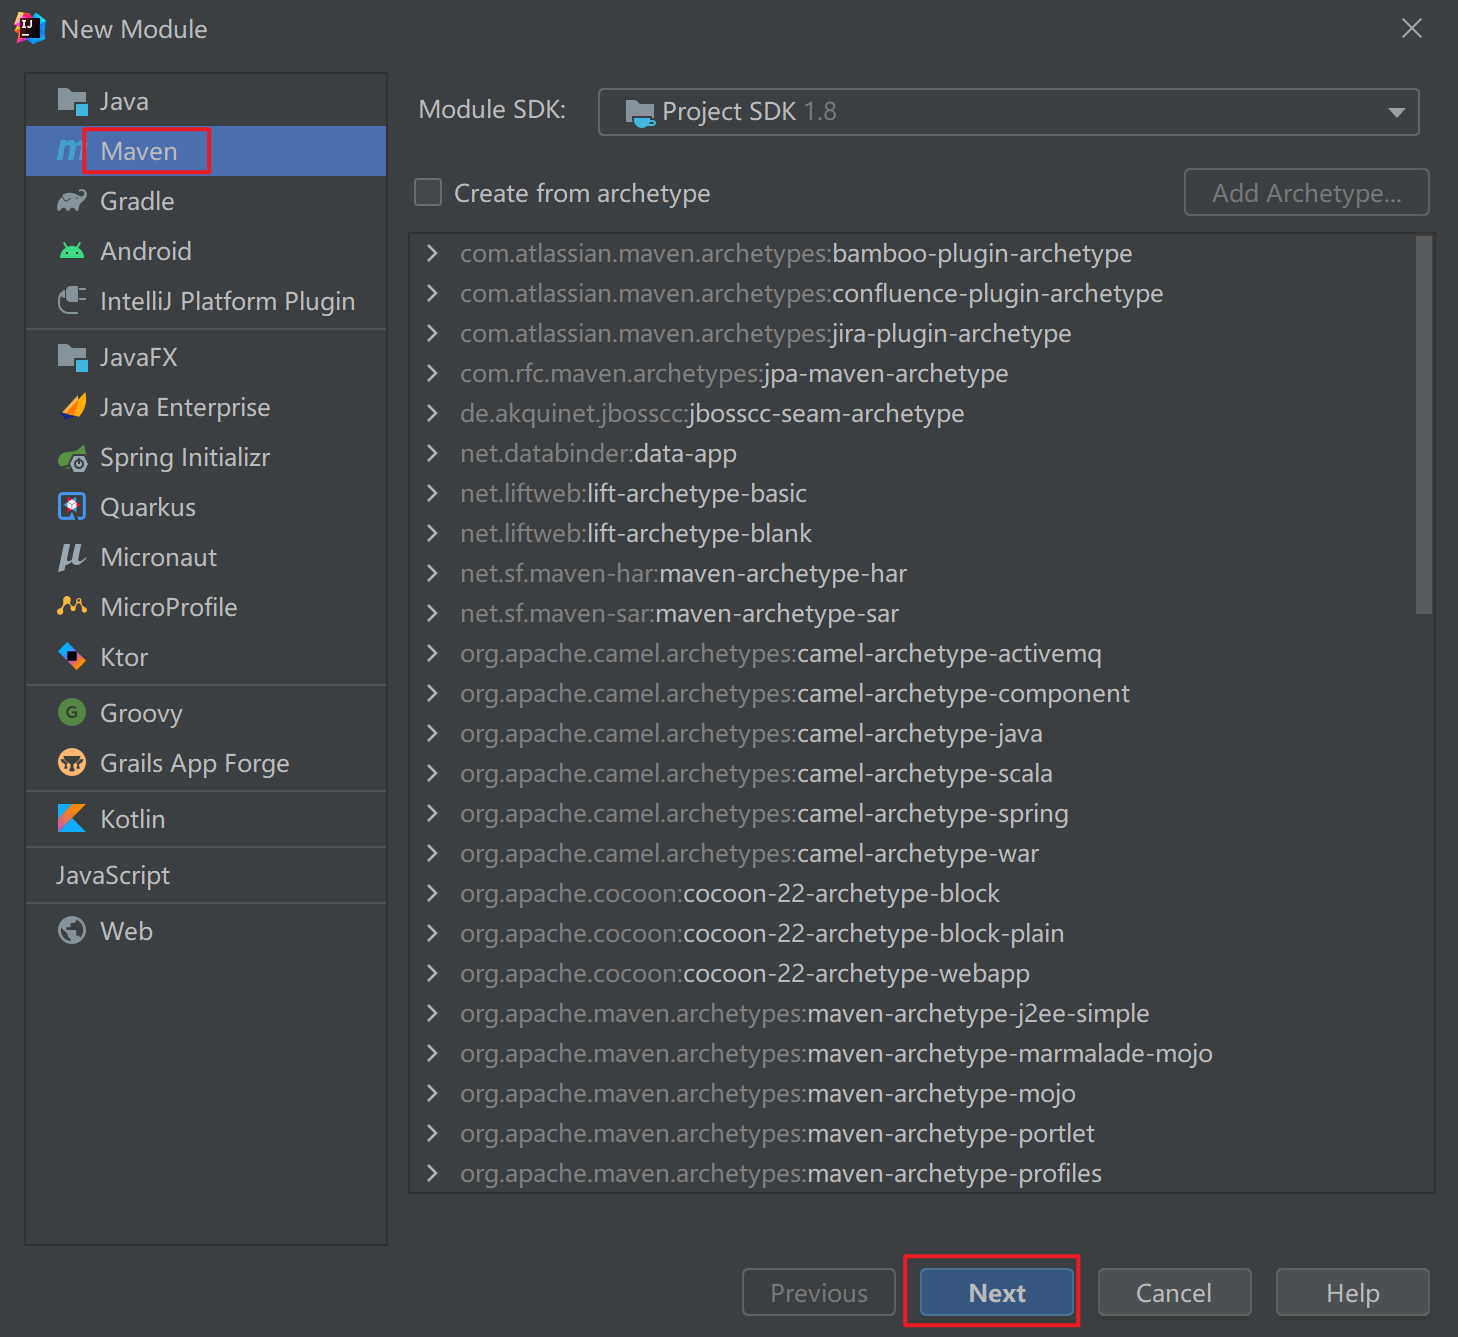 New Module
Java
Maven
Gradle
Android
IntelliJ Platform Plugin
JavaFX
Java Enterprise
Spring Initializr
Quarkus
Micronaut
MicroProfile
Ktor
Groovy
Grails App Forge
Kotlin
JavaScript
Web
Module SDK: Project SDK 1.8
Create from archetype Add Archetype...
com.atlassian.maven.archetypes:bamboo-plugin-archetype
com.atlassian.maven.archetypes:confluence-plugin-archetype
com.atlassian.maven.archetypes:jira-plugin-archetype
com.rfc.maven.archetypes:jpa-maven-archetype
de.akquinet.jbosscc:jbosscc-seam-archetype
net.databinder:data-app
net.liftweb:lift-archetype-basic
net.liftweb:lift-archetype-blank
net.sf.maven-har:maven-archetype-har
net.sf.maven-sar:maven-archetype-sar
org.apache.camel.archetypes:camel-archetype-activemq
org.apache.camel.archetypes:camel-archetype-component
org.apache.camel.archetypes:camel-archetype-java
org.apache.camel.archetypes:camel-archetype-scala
org.apache.camel.archetypes:camel-archetype-spring
org.apache.camel.archetypes:camel-archetype-war
org.apache.cocoon:cocoon-22-archetype-block
org.apache.cocoon:cocoon-22-archetype-block-plain
org.apache.cocoon:cocoon-22-archetype-webapp
org.apache.maven.archetypes:maven-archetype-j2ee-simple
org.apache.maven.archetypes:maven-archetype-marmalade-mojo
org.apache.maven.archetypes:maven-archetype-mojo
org.apache.maven.archetypes:maven-archetype-portlet
org.apache.maven.archetypes:maven-archetype-profiles
Previous Next Cancel Help